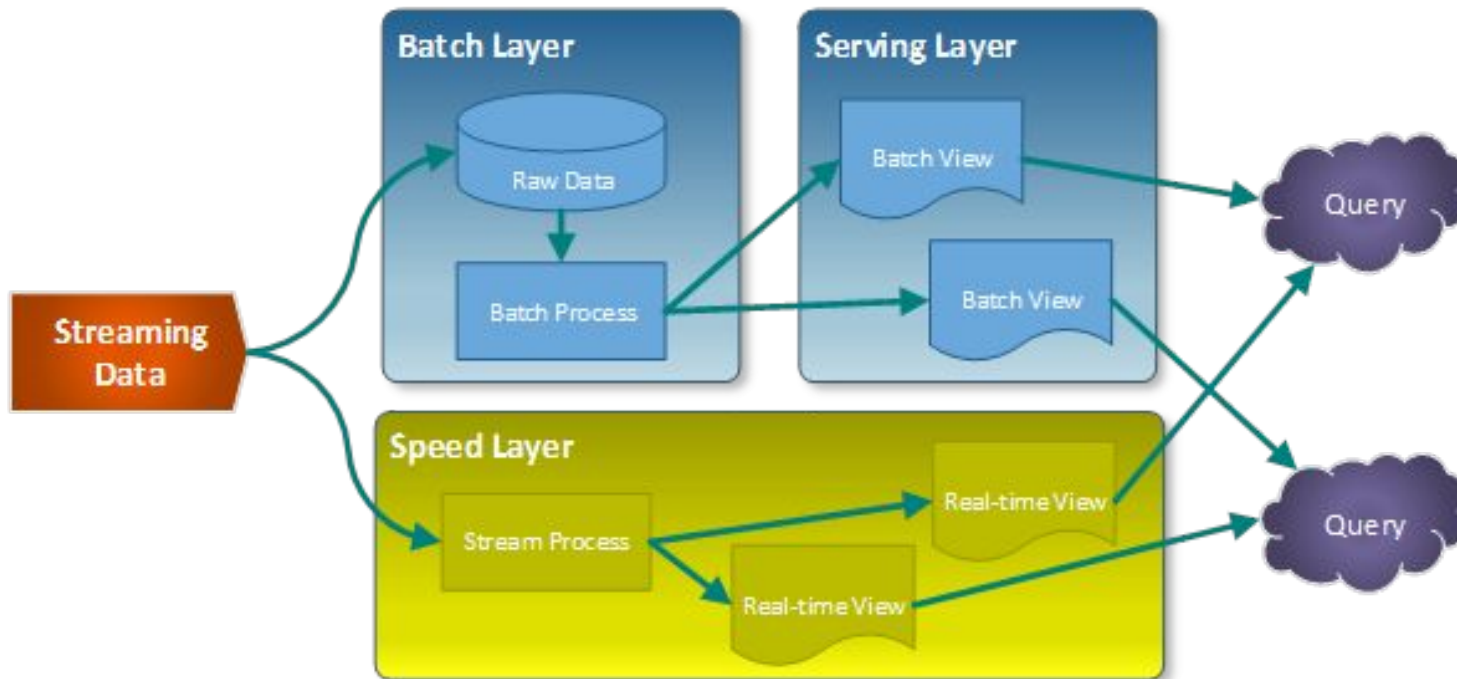 Batch Layer
Serving Layer
Raw Data
Batch View
Query
Batch Process
Batch View
Streaming
Data
Speed Layer
Real-time View
Query
Stream Process
Real-time View